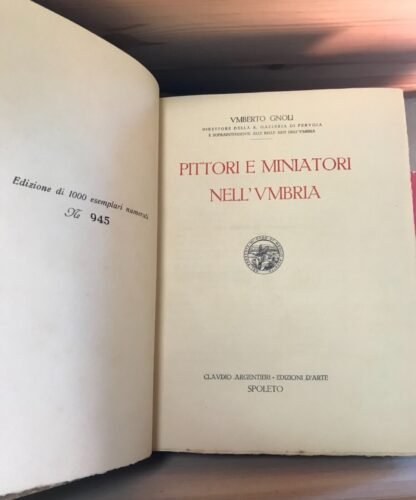 Edizione di 1000 esemplari numerati
No 945
VMBERTO GNOLI
DIRETTORE DELLA R. GALLERIA DI PERVGIA
E SOPRAINTENDENTE ALLE BELLE ARTI DELL'VMBRIA
PITTORI E MINIATORI
NELL'VMBRIA
CLAVDIO ARGENTIERI - EDIZIONI D'ARTE
SPOLETO